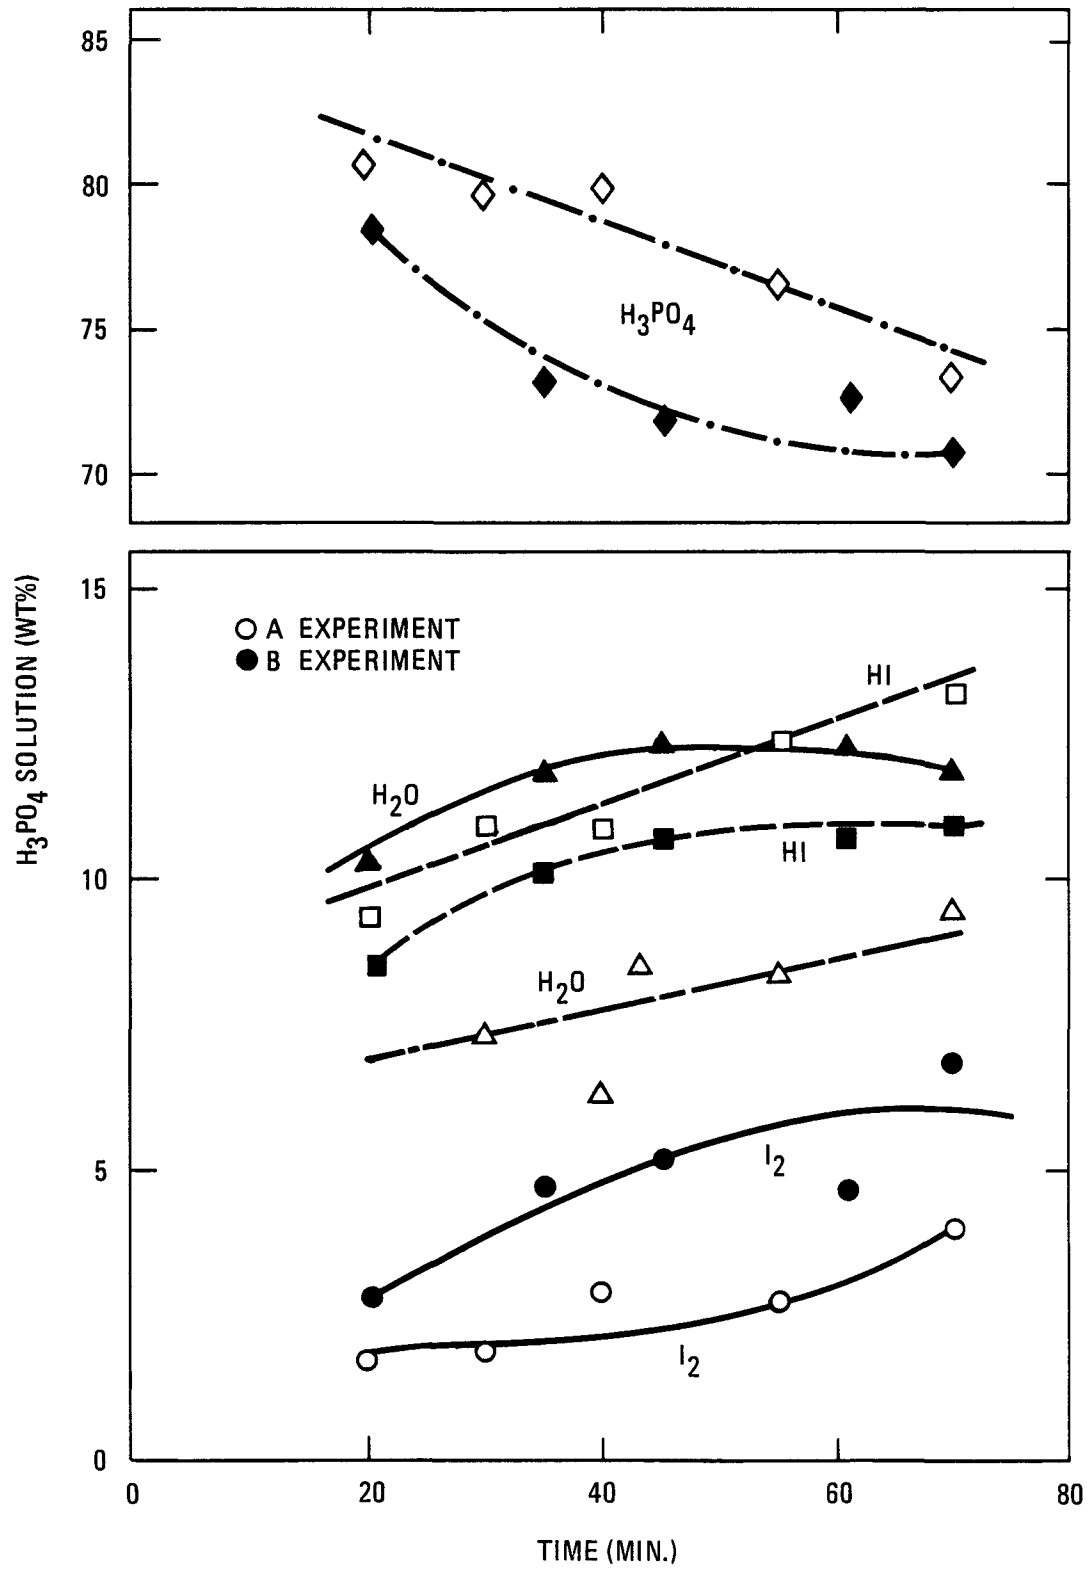 85
80
75
70
H₃PO₄
H₃PO₄ SOLUTION (WT%)
15
10
5
0
A EXPERIMENT
B EXPERIMENT
HI
H₂O
HI
H₂O
I₂
I₂
0 20 40 60 80
TIME (MIN.)